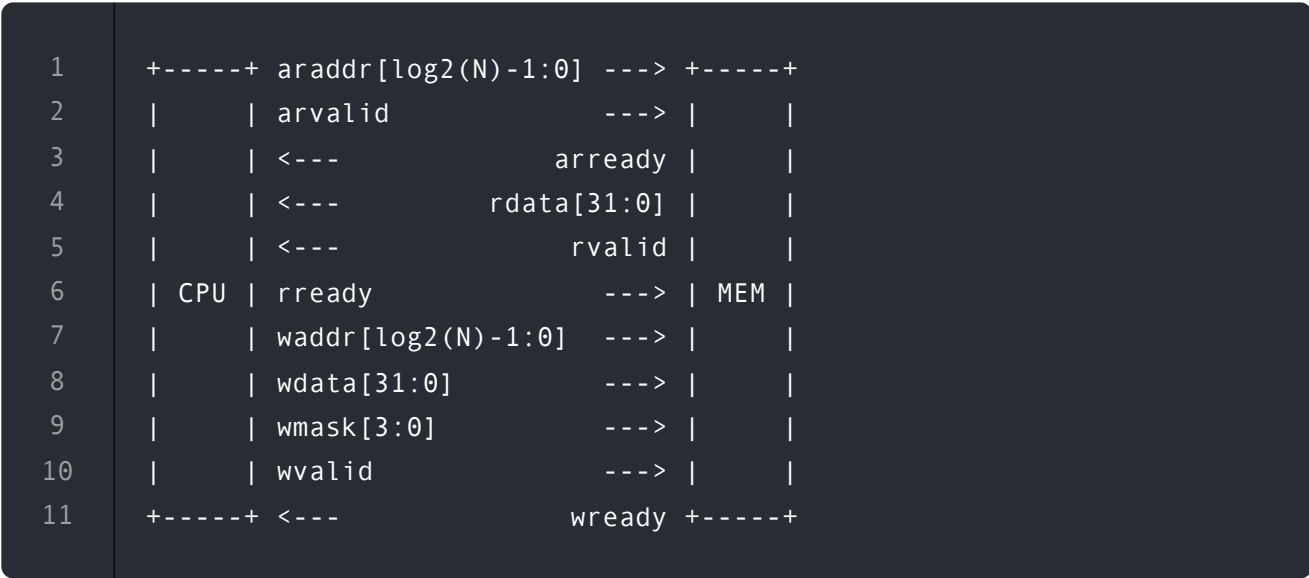 1 +-----+ araddr[log2(N)-1:0] ---> +-----+
2 |     | arvalid             ---> |     |
3 |     | <---             arready |     |
4 |     | <---         rdata[31:0] |     |
5 |     | <---              rvalid |     |
6 | CPU | rready              ---> | MEM |
7 |     | waddr[log2(N)-1:0]  ---> |     |
8 |     | wdata[31:0]         ---> |     |
9 |     | wmask[3:0]          ---> |     |
10 |     | wvalid              ---> |     |
11 +-----+ <---              wready +-----+